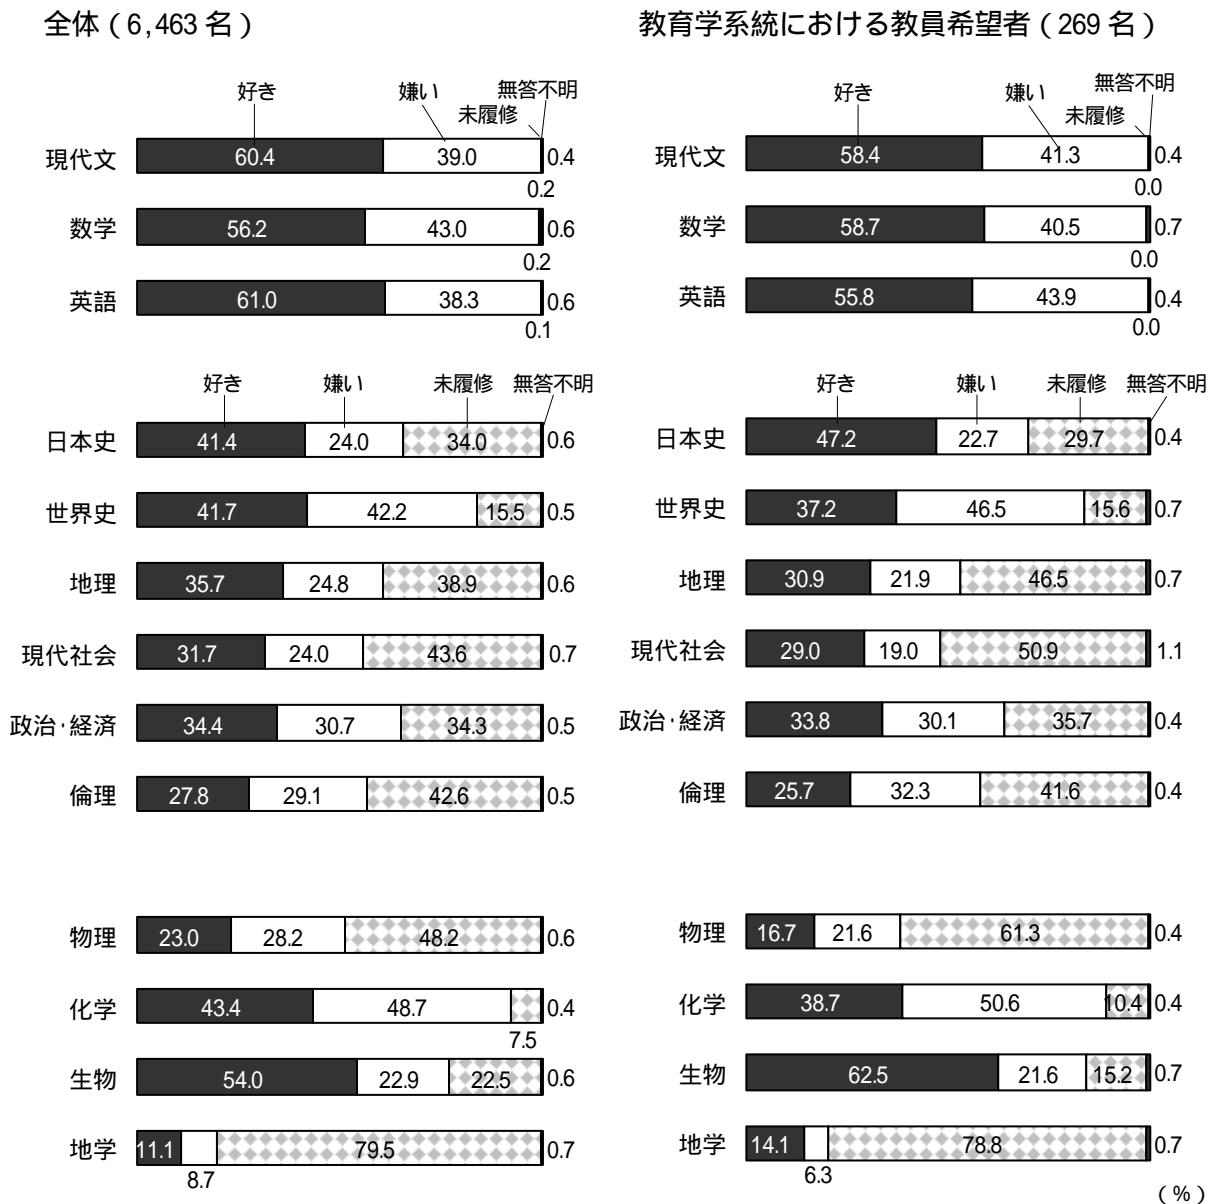 全体（6,463 名）
好き 嫌い 未履修 無答不明
現代文 60.4 39.0 0.4
0.2
数学 56.2 43.0 0.6
0.2
英語 61.0 38.3 0.6
0.1
好き 嫌い 未履修 無答不明
日本史 41.4 24.0 34.0 0.6
世界史 41.7 42.2 15.5 0.5
地理 35.7 24.8 38.9 0.6
現代社会 31.7 24.0 43.6 0.7
政治・経済 34.4 30.7 34.3 0.5
倫理 27.8 29.1 42.6 0.5
物理 23.0 28.2 48.2 0.6
化学 43.4 48.7 0.4
7.5
生物 54.0 22.9 22.5 0.6
地学 11.1 79.5 0.7
8.7
教育学系統における教員希望者（269 名）
好き 嫌い 未履修 無答不明
現代文 58.4 41.3 0.4
0.0
数学 58.7 40.5 0.7
0.0
英語 55.8 43.9 0.4
0.0
好き 嫌い 未履修 無答不明
日本史 47.2 22.7 29.7 0.4
世界史 37.2 46.5 15.6 0.7
地理 30.9 21.9 46.5 0.7
現代社会 29.0 19.0 50.9 1.1
政治・経済 33.8 30.1 35.7 0.4
倫理 25.7 32.3 41.6 0.4
物理 16.7 21.6 61.3 0.4
化学 38.7 50.6 10.4 0.4
生物 62.5 21.6 15.2 0.7
地学 14.1 78.8 0.7
6.3
（%）